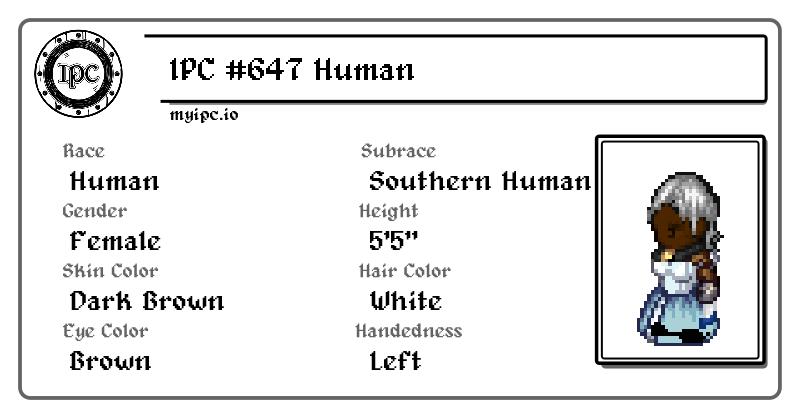 IPC
IPC #647 Human
myipc.io
Race
Human
Subrace
Southern Human
Gender
Female
Height
5'5"
Skin Color
Dark Brown
Hair Color
White
Eye Color
Brown
Handedness
Left